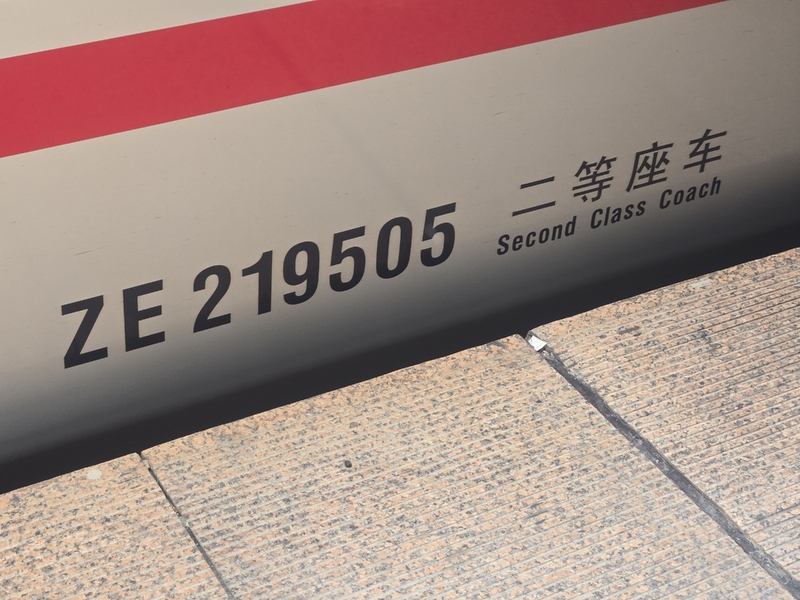 ZE 219505
二等座车
Second Class Coach